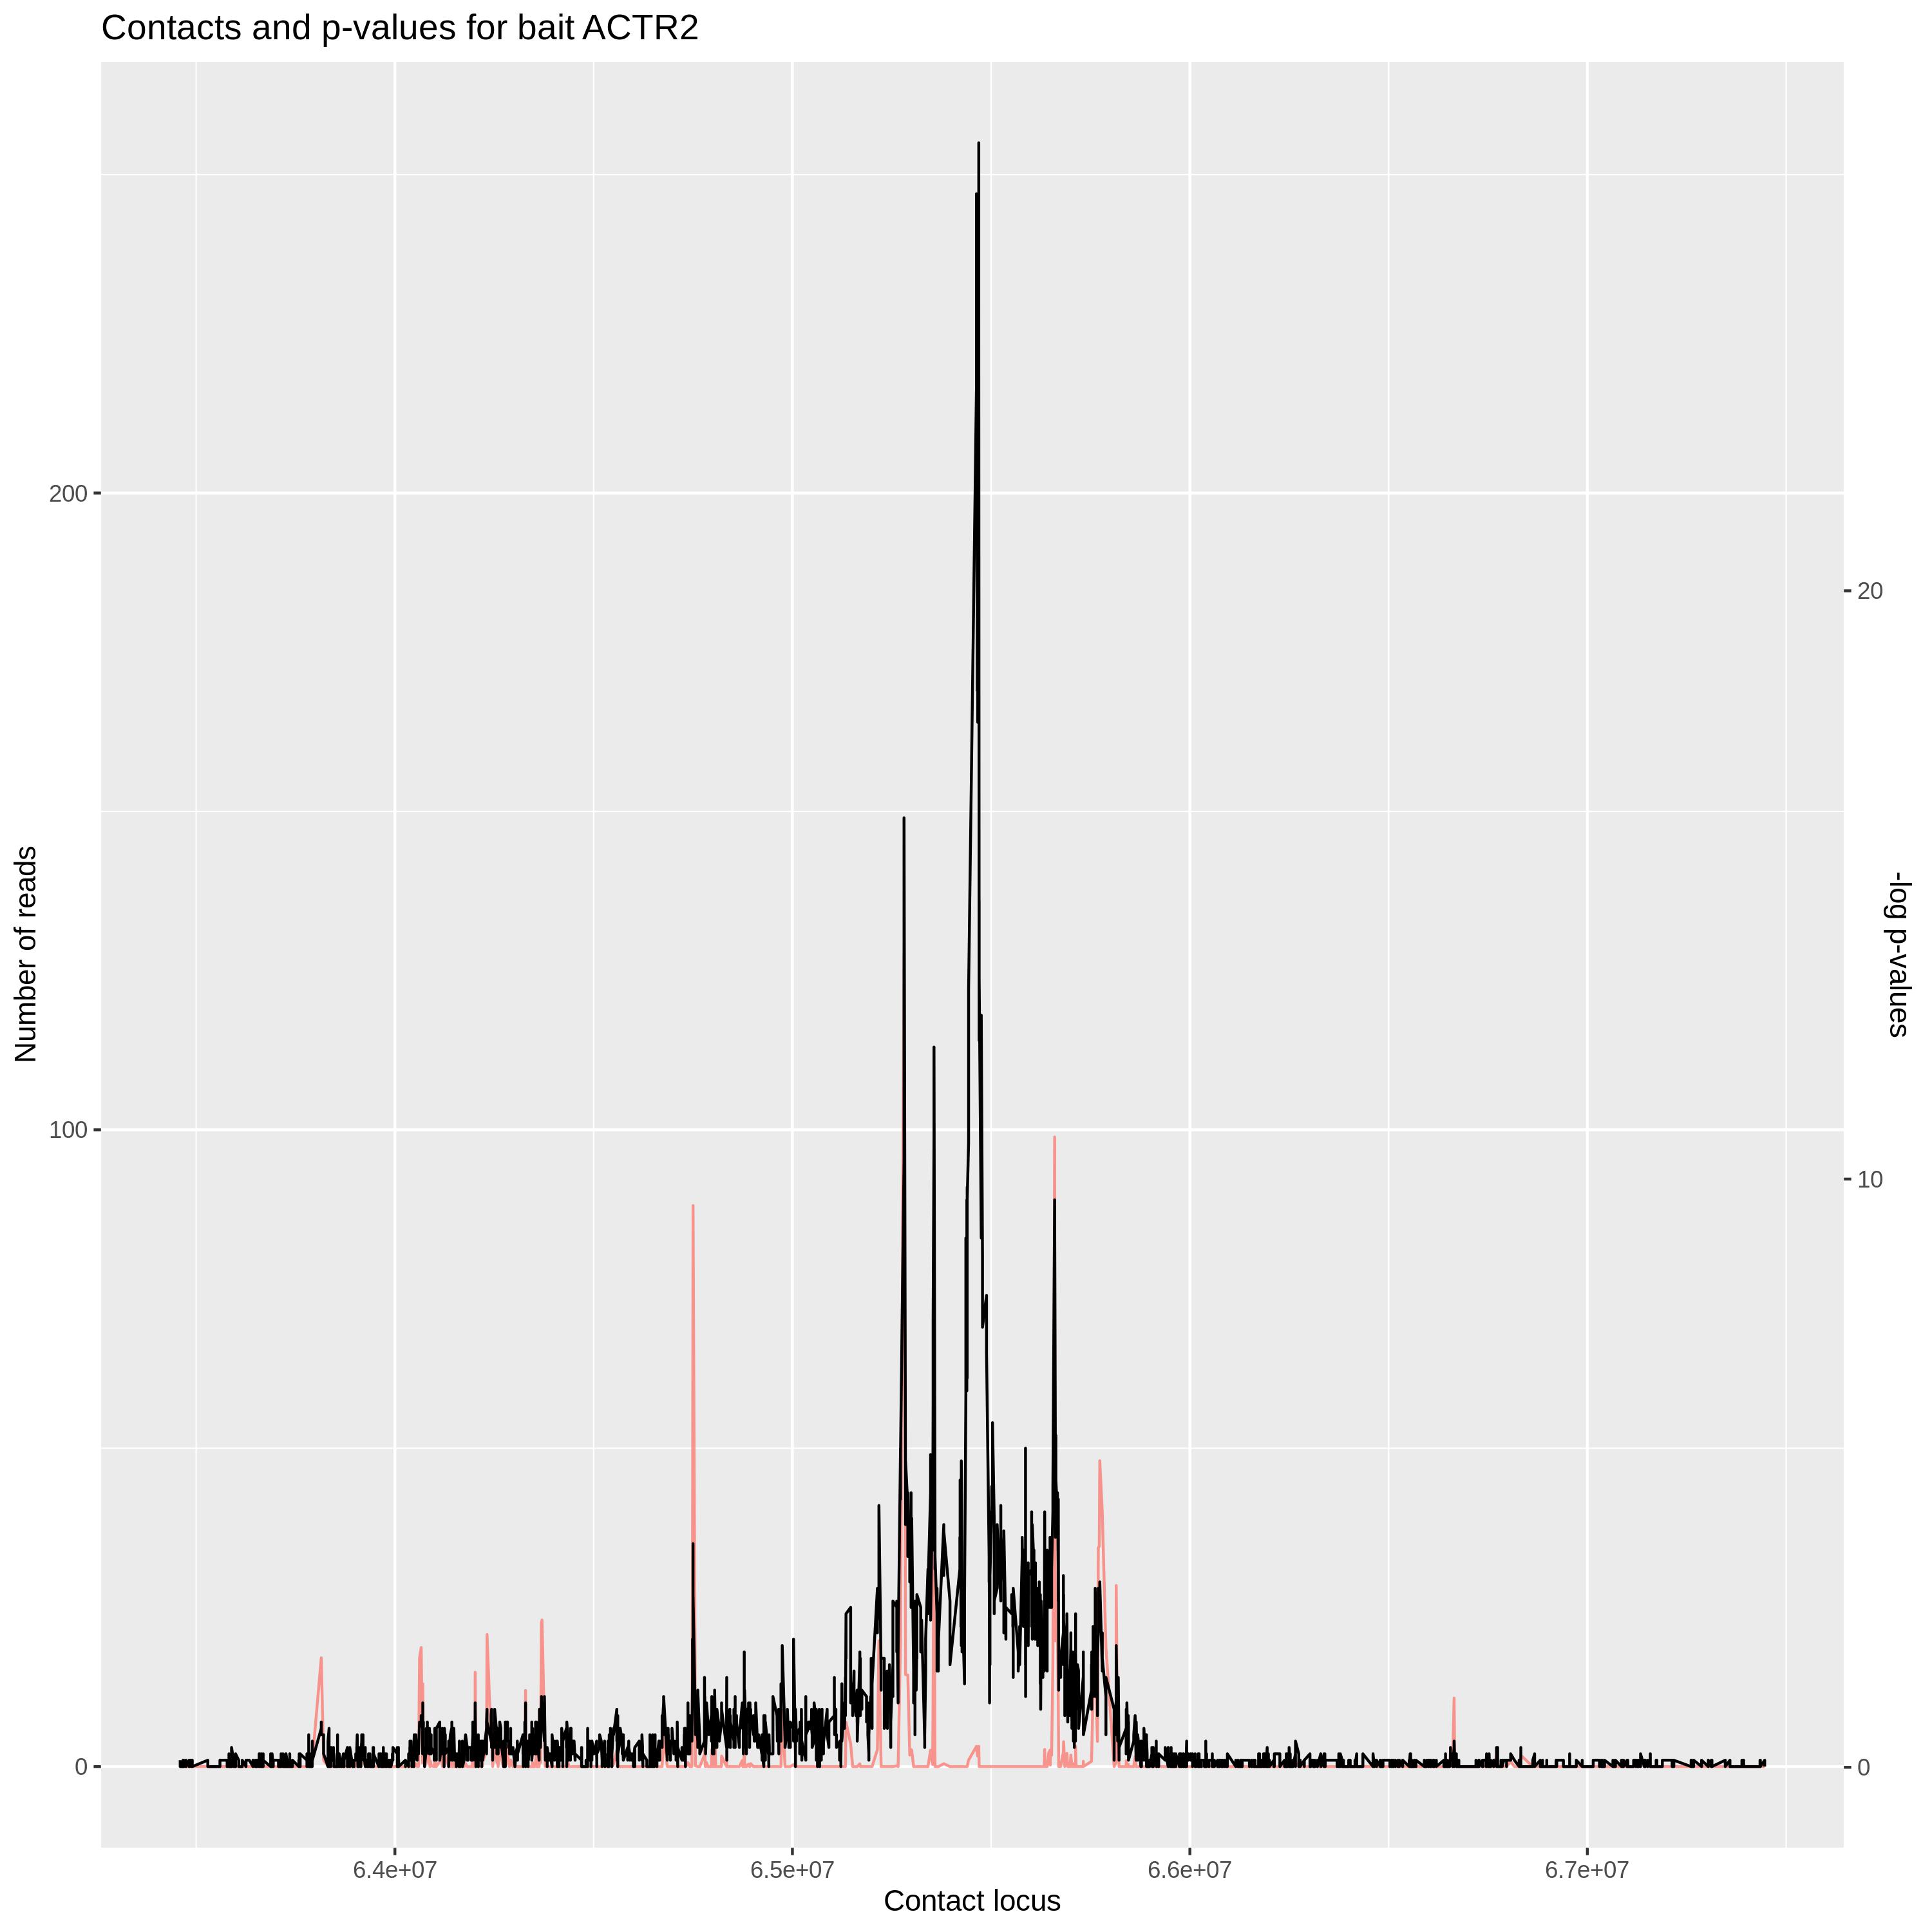 Contacts and p-values for bait ACTR2
Number of reads
200
100
0
20
10
0
-log p-values
6.4e+07
6.5e+07
6.6e+07
6.7e+07
Contact locus